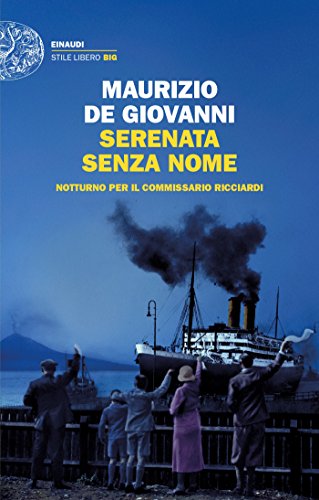 EINAUDI
STILE LIBERO BIG
MAURIZIO
DE GIOVANNI
SERENATA
SENZA NOME
NOTTURNO PER IL COMMISSARIO RICCIARDI